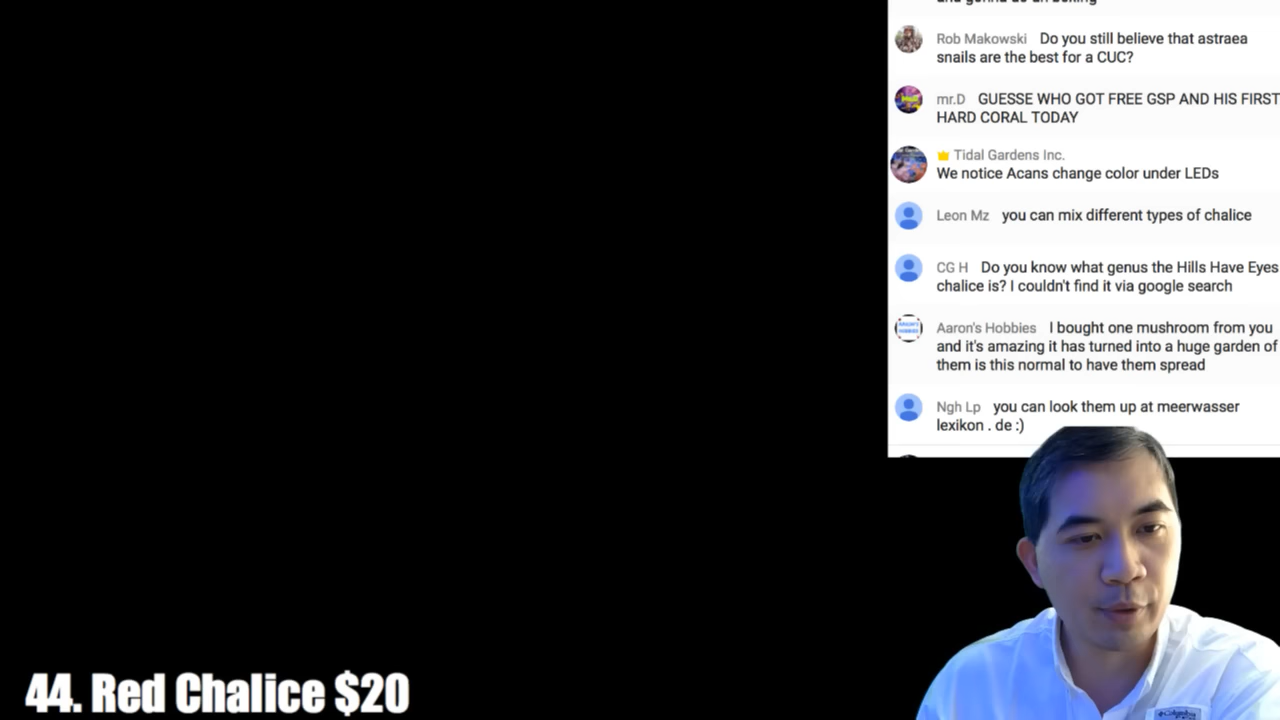 Rob Makowski Do you still believe that astraea
snails are the best for a CUC?
mr.D GUESSE WHO GOT FREE GSP AND HIS FIRST
HARD CORAL TODAY
Tidal Gardens Inc.
We notice Acans change color under LEDs
Leon Mz you can mix different types of chalice
CG H Do you know what genus the Hills Have Eyes
chalice is? I couldn't find it via google search
Aaron's Hobbies I bought one mushroom from you
and it's amazing it has turned into a huge garden of
them is this normal to have them spread
Ngh Lp you can look them up at meerwasser
lexikon . de :)
44. Red Chalice $20
Columbia